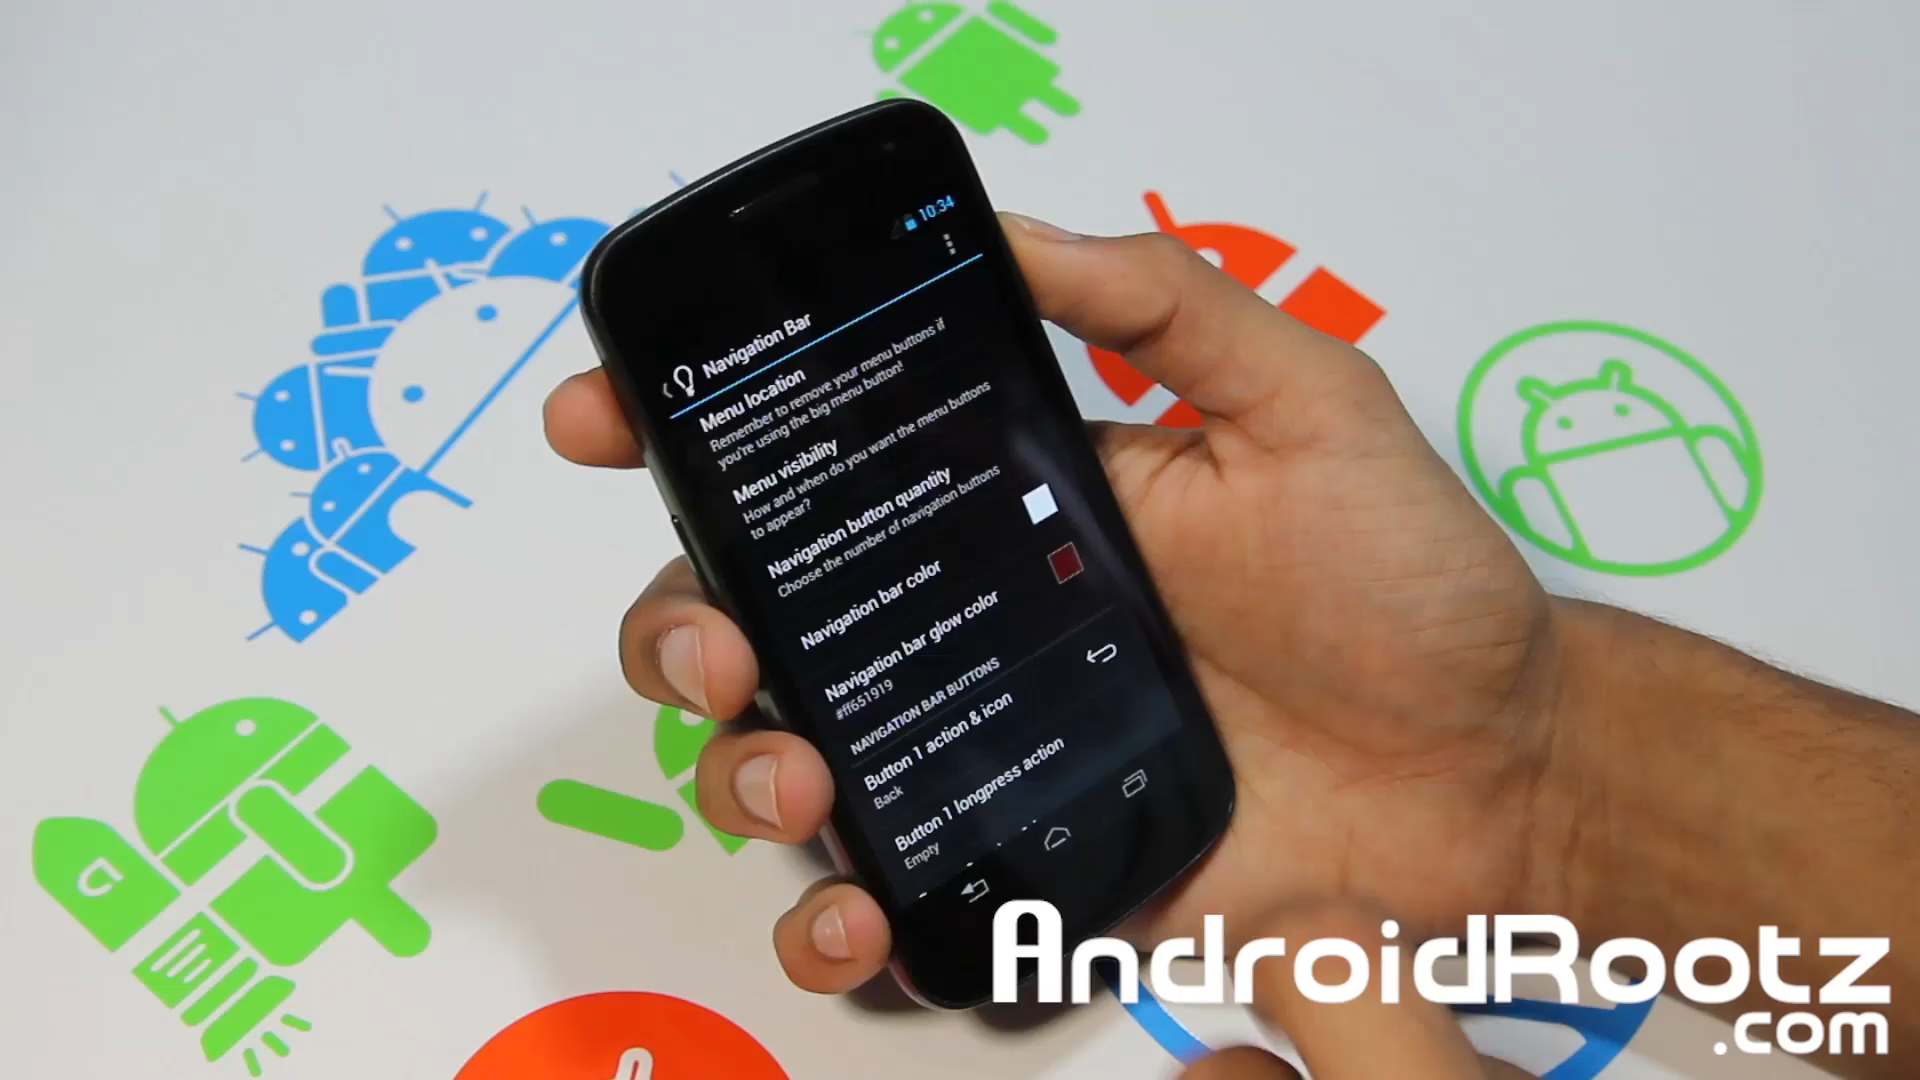 10:34
Navigation Bar
Menu location
Remember to remove your menu buttons if
you're using the big menu button!
Menu visibility
How and when do you want the menu buttons
to appear?
Navigation button quantity
Choose the number of navigation buttons
Navigation bar color
Navigation bar glow color
#ff651919
NAVIGATION BAR BUTTONS
Button 1 action & icon
Back
Button 1 longpress action
Empty
AndroidRootz
.com